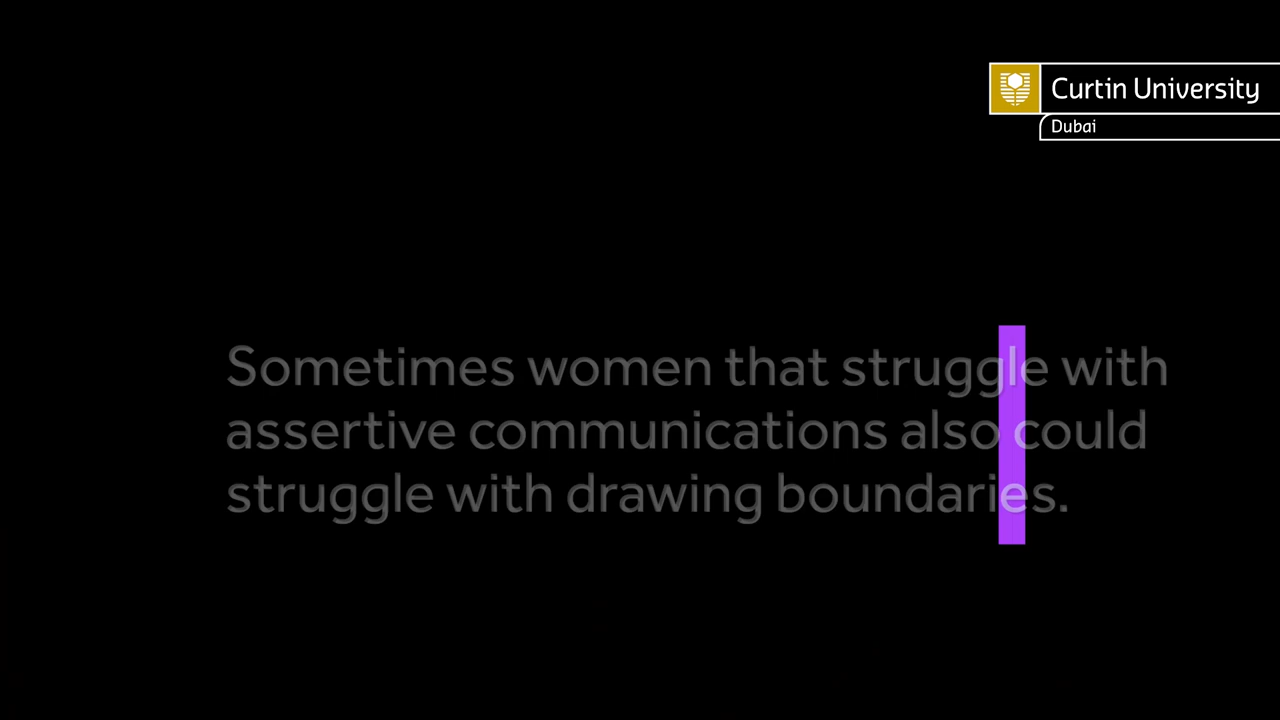 Curtin University
Dubai
Sometimes women that struggle with
assertive communications also could
struggle with drawing boundaries.